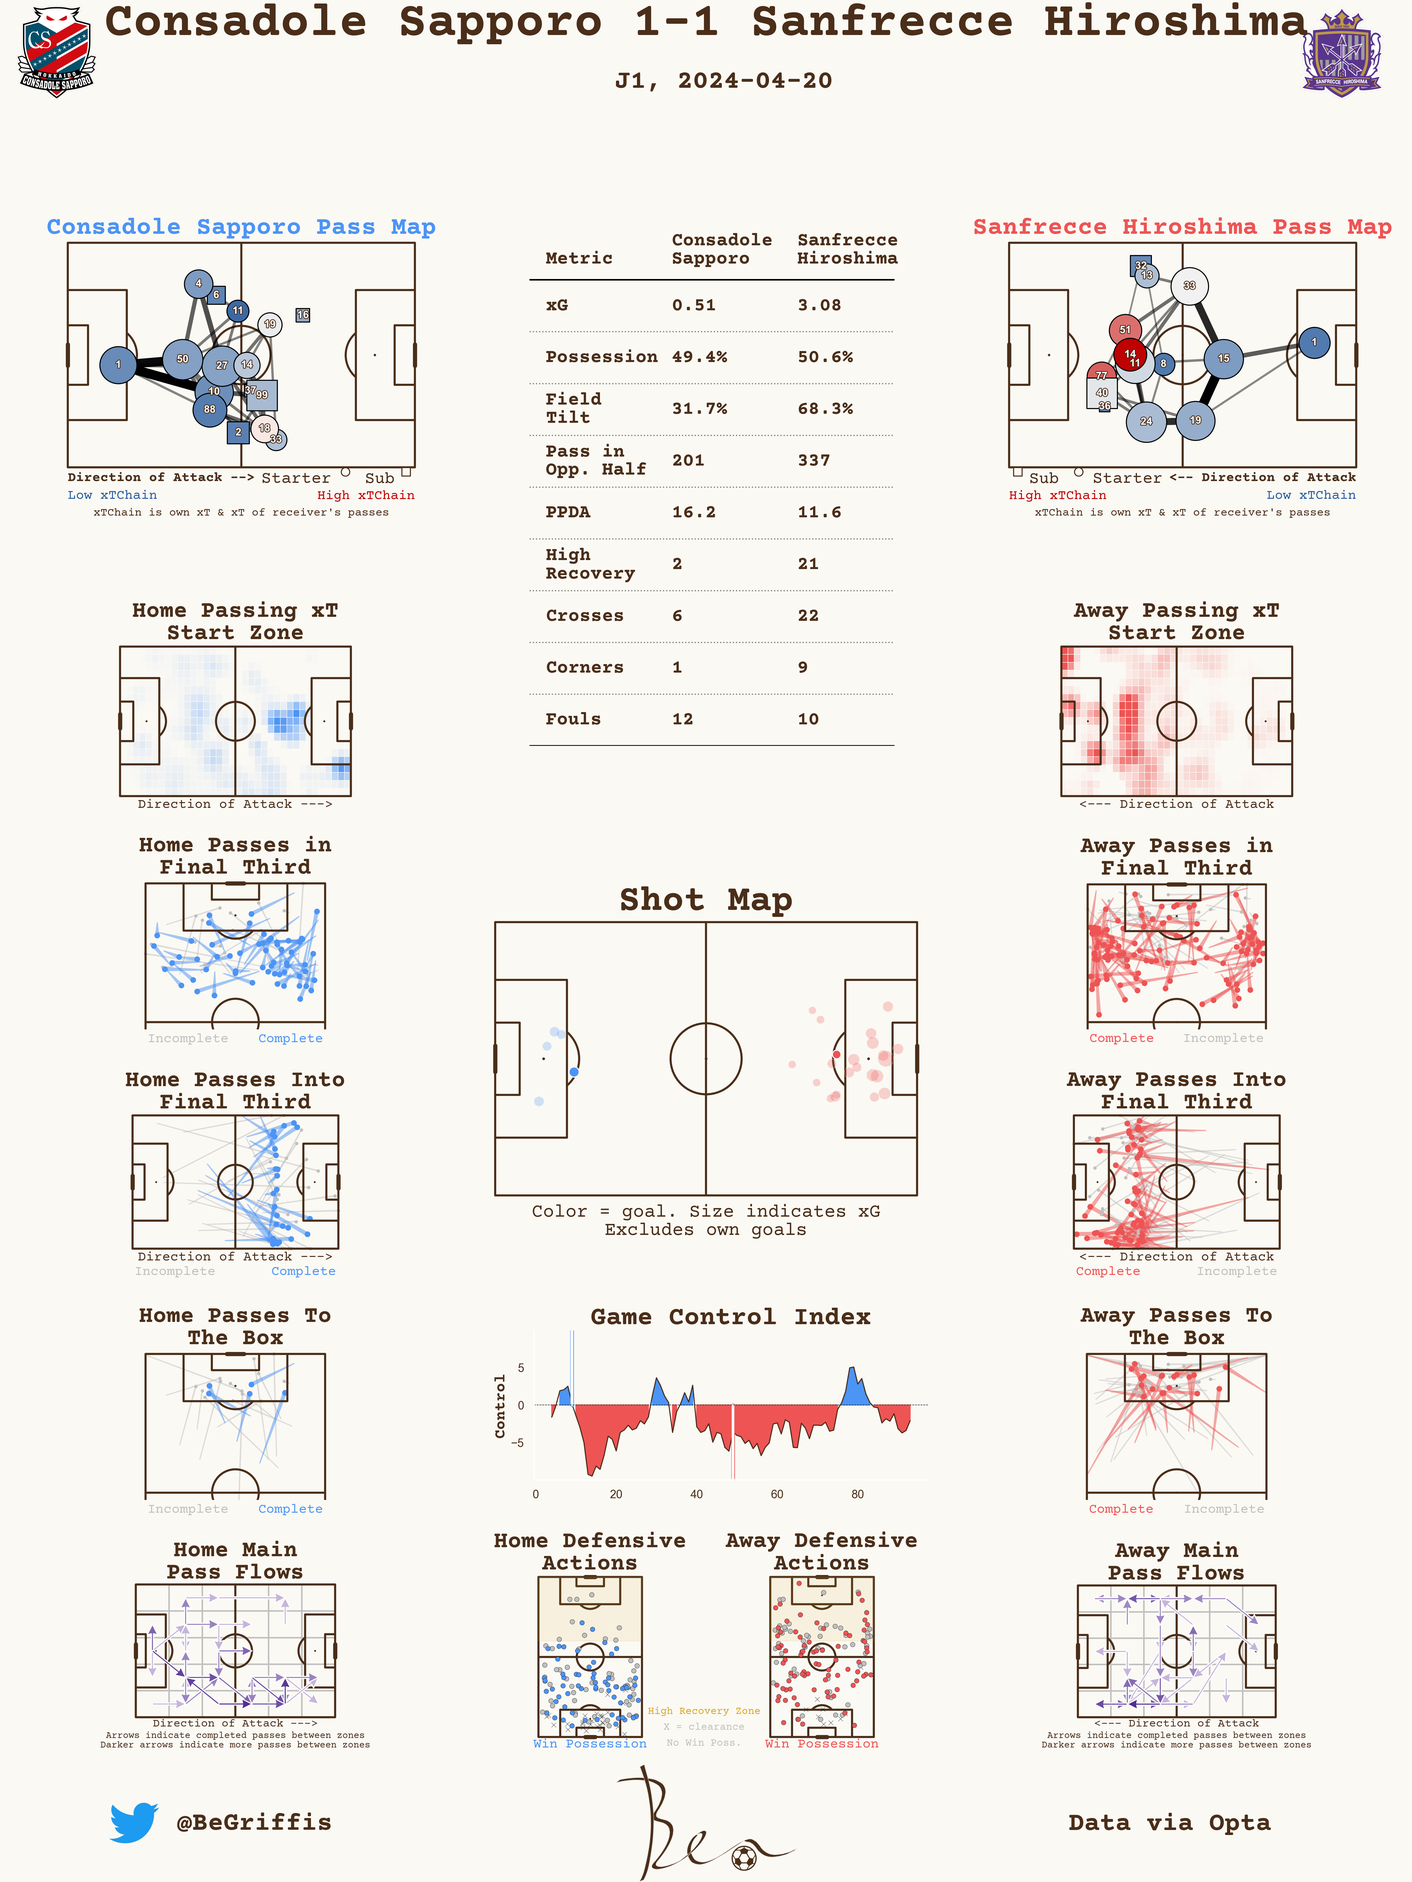 Consadole Sapporo 1-1 Sanfrecce Hiroshima
J1, 2024-04-20
CS
HOKKAIDO
CONSADOLE SAPPORO
SANFRECCE HIROSHIMA
Consadole Sapporo Pass Map
4
6
11
19
16
1
50
27
14
10
37
99
88
2
18
33
Direction of Attack --> Starter Sub
Low xTChain High xTChain
xTChain is own xT & xT of receiver's passes
Metric Consadole Sapporo Sanfrecce Hiroshima
xG 0.51 3.08
Possession 49.4% 50.6%
Field Tilt 31.7% 68.3%
Pass in Opp. Half 201 337
PPDA 16.2 11.6
High Recovery 2 21
Crosses 6 22
Corners 1 9
Fouls 12 10
Sanfrecce Hiroshima Pass Map
32
13
33
51
14
11
8
15
1
77
40
36
24
19
Sub Starter <-- Direction of Attack
High xTChain Low xTChain
xTChain is own xT & xT of receiver's passes
Home Passing xT
Start Zone
Direction of Attack --->
Away Passing xT
Start Zone
<--- Direction of Attack
Home Passes in
Final Third
Incomplete Complete
Away Passes in
Final Third
Complete Incomplete
Shot Map
Color = goal. Size indicates xG
Excludes own goals
Home Passes Into
Final Third
Direction of Attack --->
Incomplete Complete
Away Passes Into
Final Third
<--- Direction of Attack
Complete Incomplete
Home Passes To
The Box
Incomplete Complete
Game Control Index
Control
5
0
−5
0 20 40 60 80
Away Passes To
The Box
Complete Incomplete
Home Main
Pass Flows
Direction of Attack --->
Arrows indicate completed passes between zones
Darker arrows indicate more passes between zones
Home Defensive
Actions
Win Possession
Away Defensive
Actions
Win Possession
High Recovery Zone
X = clearance
No Win Poss.
Away Main
Pass Flows
<--- Direction of Attack
Arrows indicate completed passes between zones
Darker arrows indicate more passes between zones
@BeGriffis
Ben
Data via Opta